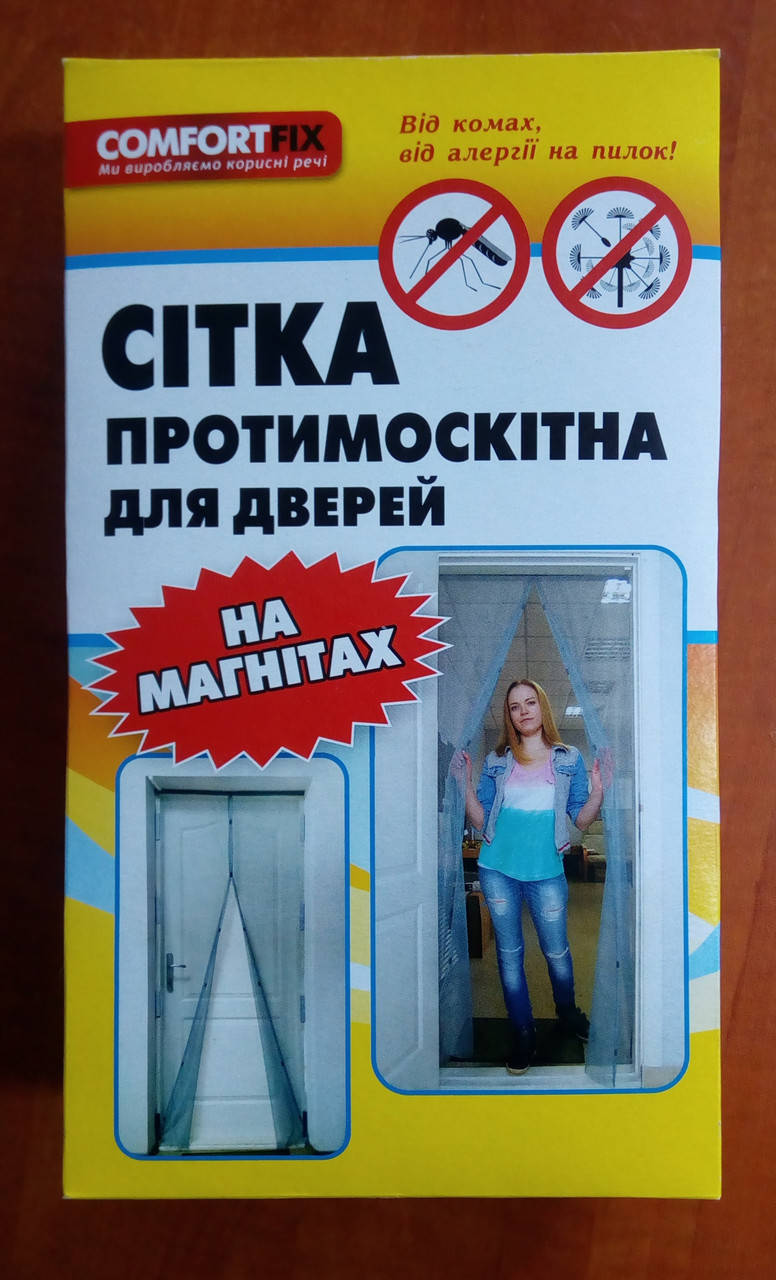 COMFORTFIX
Ми виробляємо корисні речі
Від комах,
від алергії на пилок!
СІТКА
ПРОТИМОСКІТНА
ДЛЯ ДВЕРЕЙ
НА
МАГНІТАХ